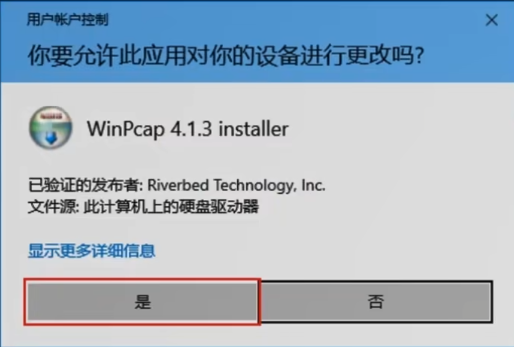 用户帐户控制
你要允许此应用对你的设备进行更改吗?
WinPcap 4.1.3 installer
已验证的发布者: Riverbed Technology, Inc.
文件源: 此计算机上的硬盘驱动器
显示更多详细信息
是
否